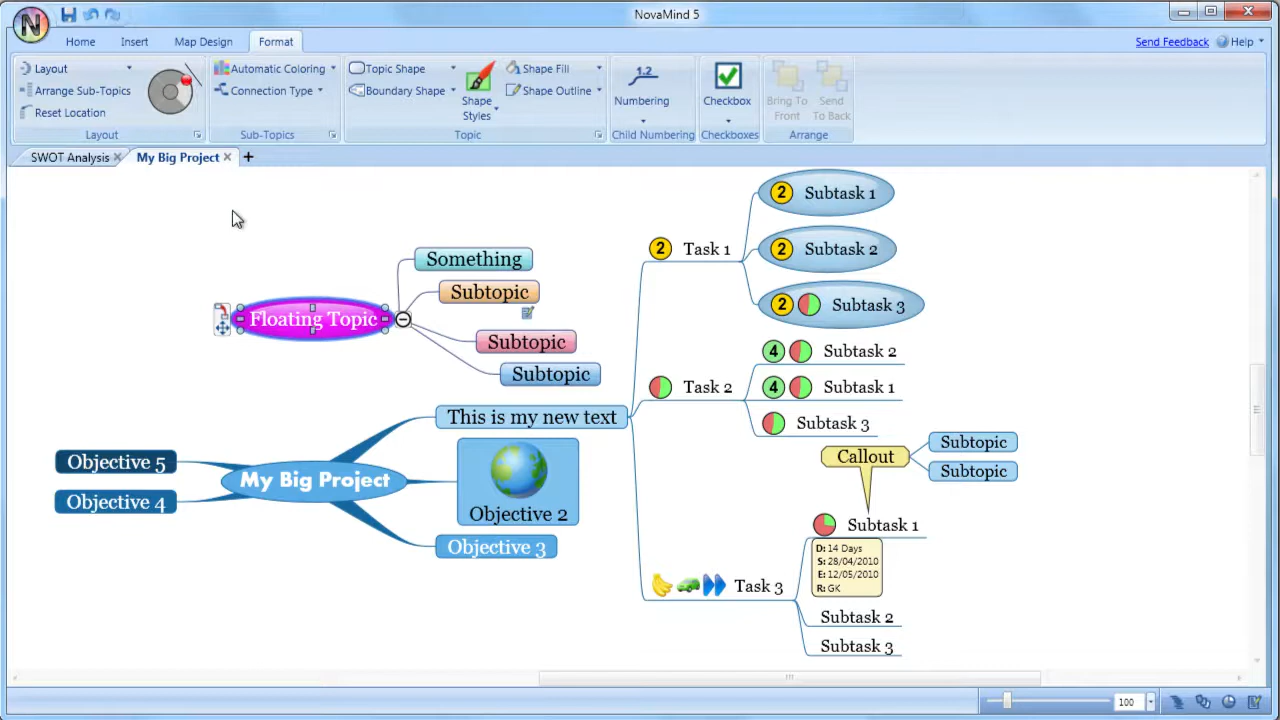 NovaMind 5
N
Home Insert Map Design Format
Send Feedback Help
Layout Automatic Coloring Topic Shape Shape Fill
Arrange Sub-Topics Connection Type Boundary Shape Shape Outline
Reset Location
Shape Styles
1.2
Numbering
Checkbox
Bring To Front
Send To Back
Layout Sub-Topics Topic Child Numbering Checkboxes Arrange
SWOT Analysis My Big Project
2 Subtask 1
2 Task 1
2 Subtask 2
2 Subtask 3
Something
Subtopic
Floating Topic
Subtopic
Subtopic
4 Subtask 2
Task 2
4 Subtask 1
Subtask 3
This is my new text
Callout
Subtopic
Subtopic
Objective 5
My Big Project
Objective 4
Objective 2
Objective 3
Subtask 1
D: 14 Days
S: 28/04/2010
E: 12/05/2010
R: GK
Task 3
Subtask 2
Subtask 3
100